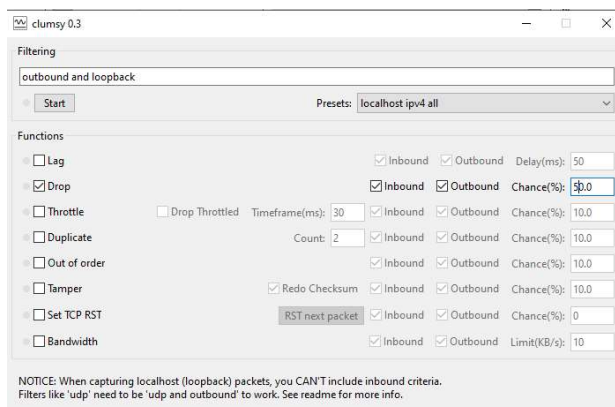 clumsy 0.3
Filtering
outbound and loopback
Start Presets: localhost ipv4 all
Functions
Lag Inbound Outbound Delay(ms): 50
Drop Inbound Outbound Chance(%): 50.0
Throttle Drop Throttled Timeframe(ms): 30 Inbound Outbound Chance(%): 10.0
Duplicate Count: 2 Inbound Outbound Chance(%): 10.0
Out of order Inbound Outbound Chance(%): 10.0
Tamper Redo Checksum Inbound Outbound Chance(%): 10.0
Set TCP RST RST next packet Inbound Outbound Chance(%): 0
Bandwidth Inbound Outbound Limit(KB/s): 10
NOTICE: When capturing localhost (loopback) packets, you CAN'T include inbound criteria.
Filters like 'udp' need to be 'udp and outbound' to work. See readme for more info.